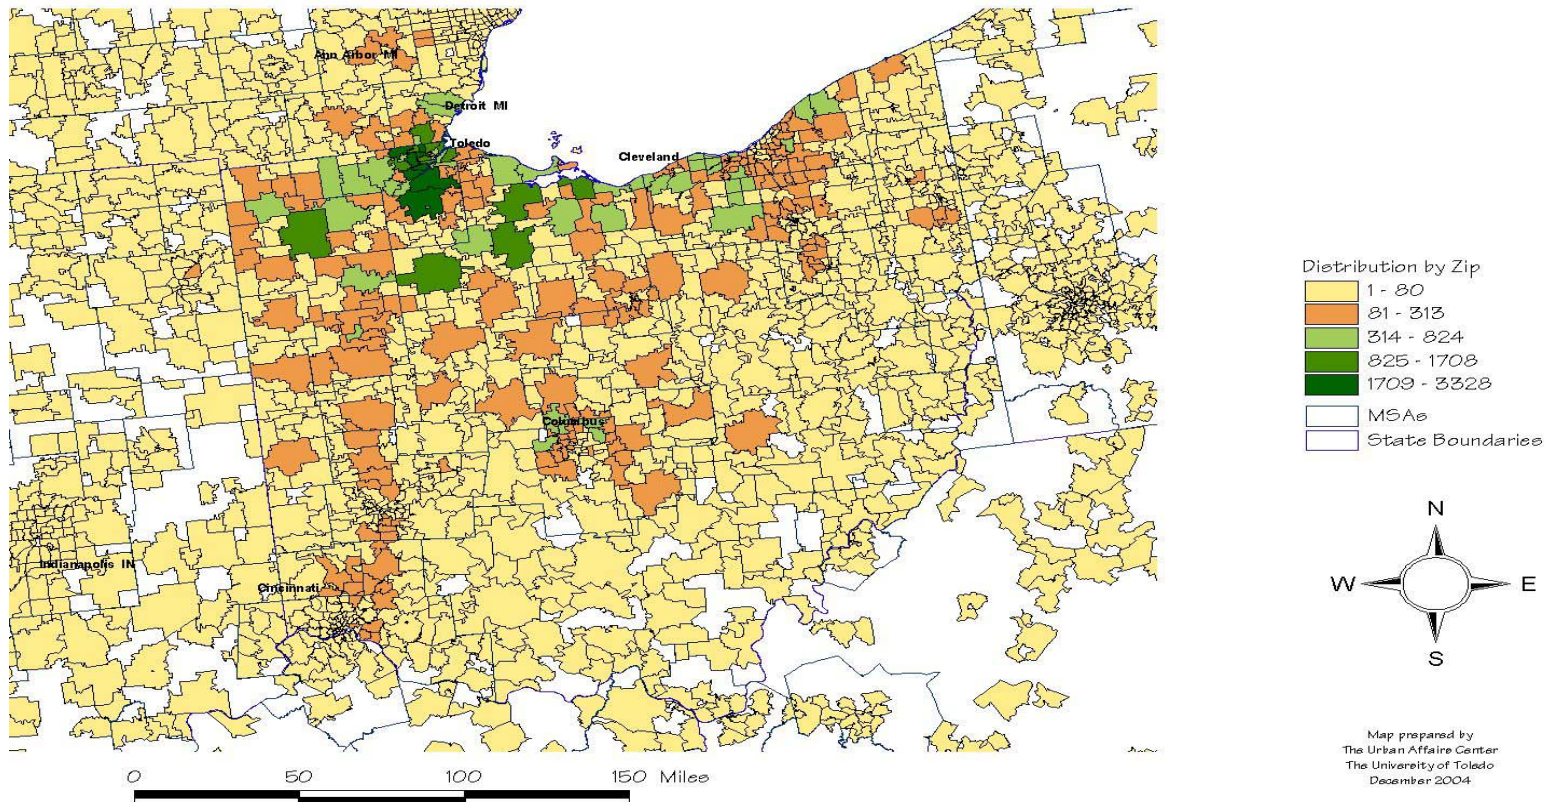 Ann Arbor MI
Detroit MI
Toledo
Cleveland
Columbus
Indianapolis IN
Cincinnati
Distribution by Zip
1 - 80
81 - 313
314 - 824
825 - 1708
1709 - 3328
MSAs
State Boundaries
N
W E
S
Map prepared by
The Urban Affairs Center
The University of Toledo
December 2004
0 50 100 150 Miles